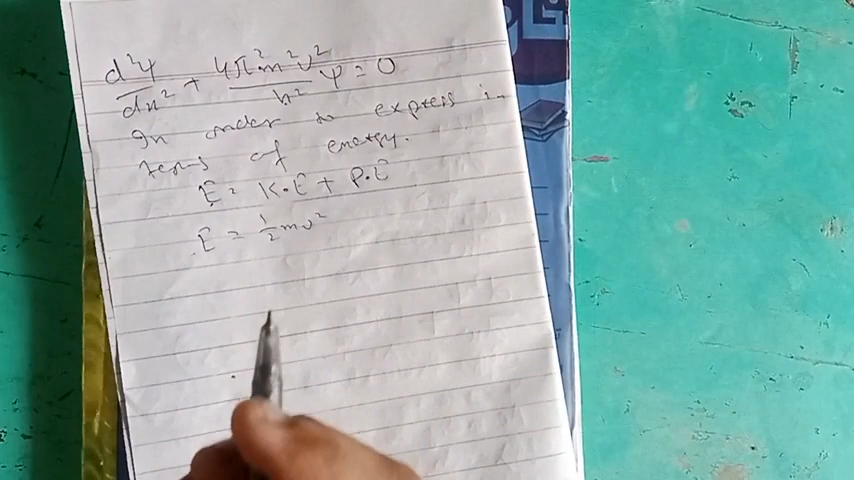 d²ψ/dx² + 4π²m²v²/h² ψ = 0
In order to express in
terms of energy.
E = K.E + P.E
E = ½mv²